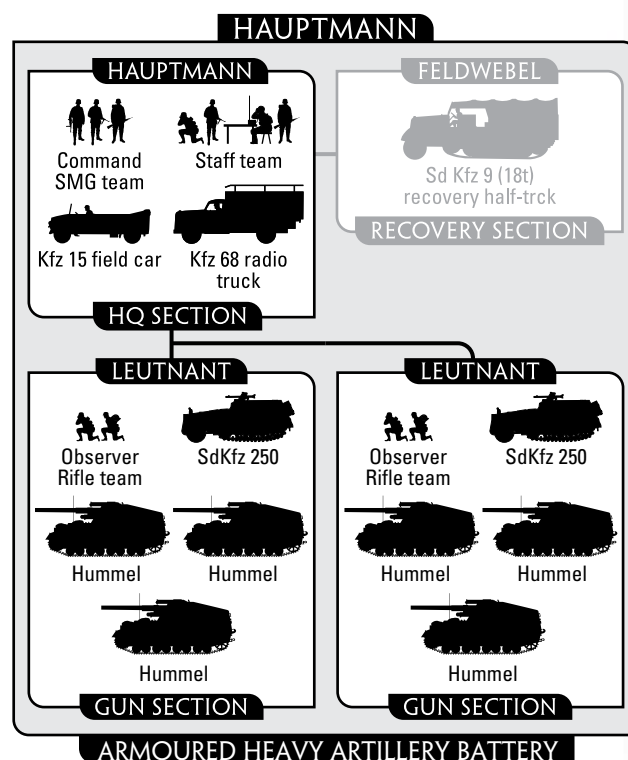 HAUPTMANN
HAUPTMANN
Command
SMG team
Staff team
Kfz 15 field car
Kfz 68 radio
truck
HQ SECTION
FELDWEBEL
Sd Kfz 9 (18t)
recovery half-trck
RECOVERY SECTION
LEUTNANT
Observer
Rifle team
SdKfz 250
Hummel
Hummel
Hummel
GUN SECTION
LEUTNANT
Observer
Rifle team
SdKfz 250
Hummel
Hummel
Hummel
GUN SECTION
ARMOURED HEAVY ARTILLERY BATTERY